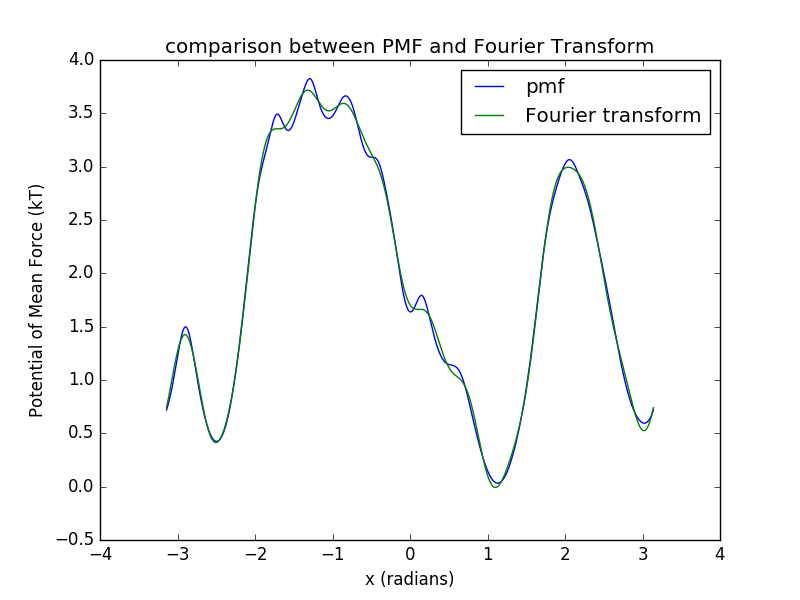 comparison between PMF and Fourier Transform
pmf
Fourier transform
4.0
3.5
3.0
2.5
2.0
1.5
1.0
0.5
0.0
−0.5
Potential of Mean Force (kT)
−4 −3 −2 −1 0 1 2 3 4
x (radians)